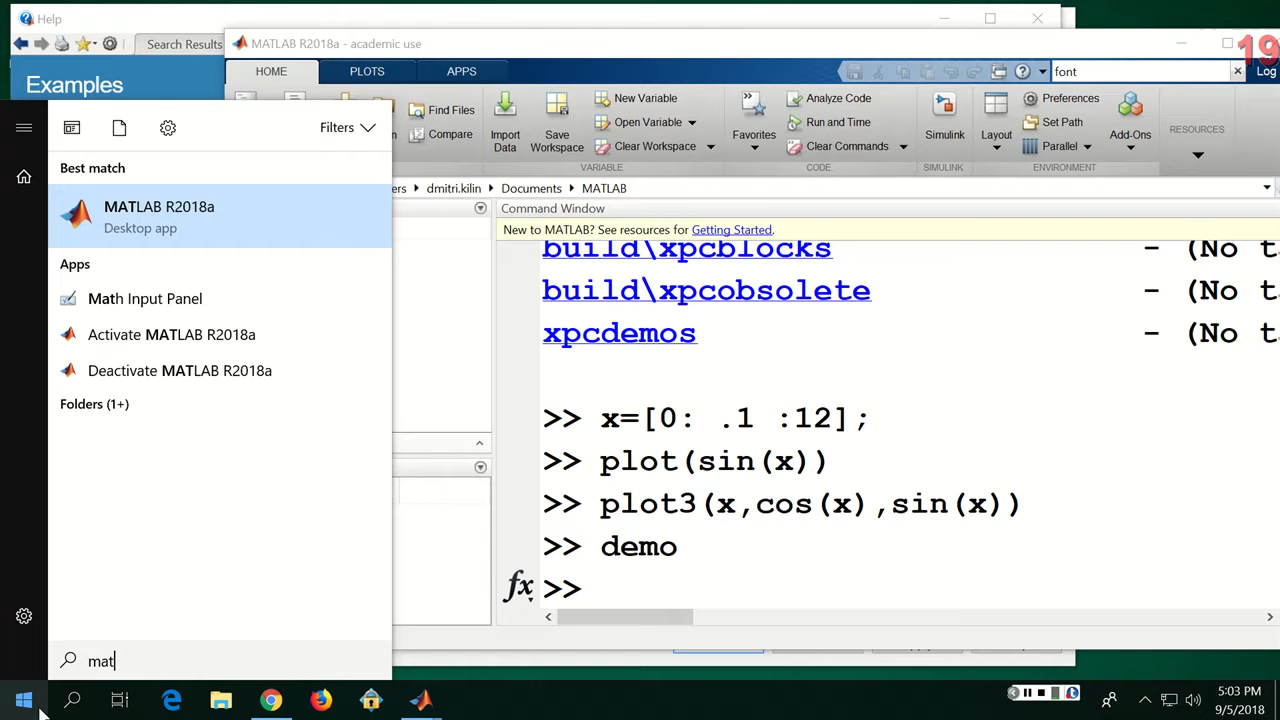 Help
Search Results
MATLAB R2018a - academic use
19
HOME
PLOTS
APPS
font
Log
Examples
Find Files
Compare
Import
Data
Save
Workspace
New Variable
Open Variable
Clear Workspace
VARIABLE
Favorites
Analyze Code
Run and Time
Clear Commands
CODE
Simulink
SIMULINK
Layout
Preferences
Set Path
Parallel
ENVIRONMENT
Add-Ons
RESOURCES
ers
dmitri.kilin
Documents
MATLAB
Filters
Best match
MATLAB R2018a
Desktop app
Apps
Math Input Panel
Activate MATLAB R2018a
Deactivate MATLAB R2018a
Folders (1+)
mat
Command Window
New to MATLAB? See resources for Getting Started.
build\xpcblocks - (No t
build\xpcobsolete - (No t
xpcdemos - (No t
>> x=[0: .1 :12];
>> plot(sin(x))
>> plot3(x,cos(x),sin(x))
>> demo
fx >>
5:03 PM
9/5/2018